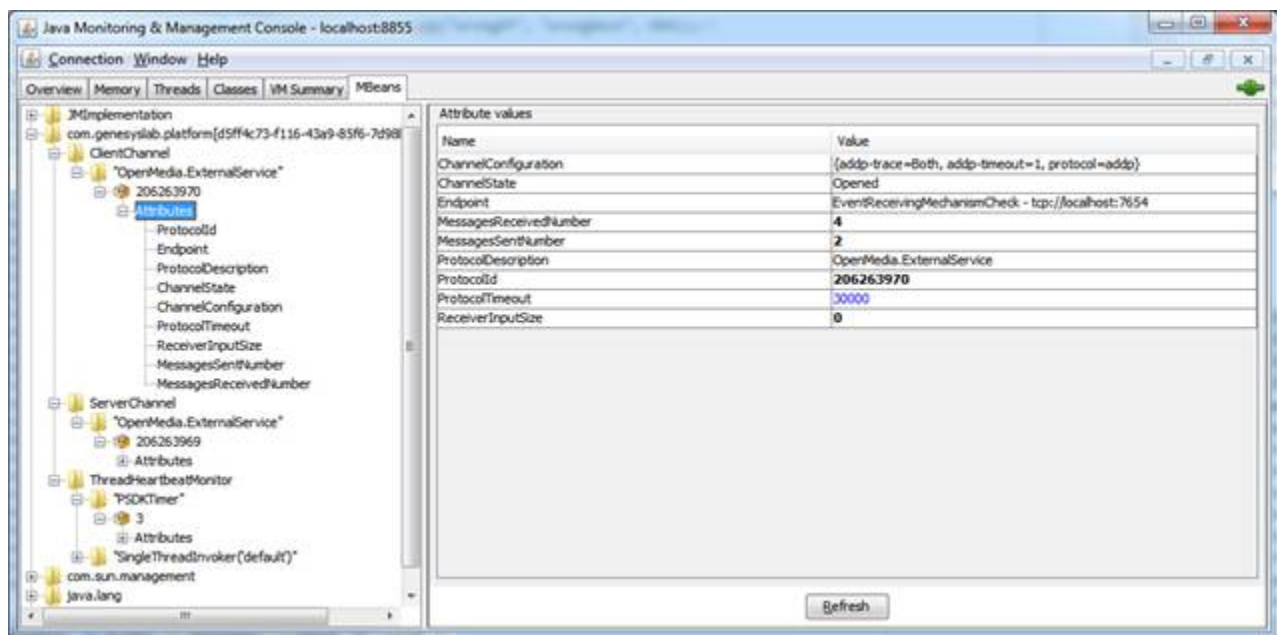 Java Monitoring & Management Console - localhost:8855
Connection Window Help
Overview Memory Threads Classes VM Summary MBeans
JMImplementation
com.genesyslab.platform[d5ff4c73-f116-43a9-85f6-7d98
ClientChannel
"OpenMedia.ExternalService"
206263970
Attributes
ProtocolId
Endpoint
ProtocolDescription
ChannelState
ChannelConfiguration
ProtocolTimeout
ReceiverInputSize
MessagesSentNumber
MessagesReceivedNumber
ServerChannel
"OpenMedia.ExternalService"
206263969
Attributes
ThreadHeartbeatMonitor
"PSDKTimer"
3
Attributes
"SingleThreadInvoker('default')"
com.sun.management
java.lang
Attribute values
Name Value
ChannelConfiguration {addp-trace=Both, addp-timeout=1, protocol=addp}
ChannelState Opened
Endpoint EventReceivingMechanismCheck - tcp://localhost:7654
MessagesReceivedNumber 4
MessagesSentNumber 2
ProtocolDescription OpenMedia.ExternalService
ProtocolId 206263970
ProtocolTimeout 30000
ReceiverInputSize 0
Refresh